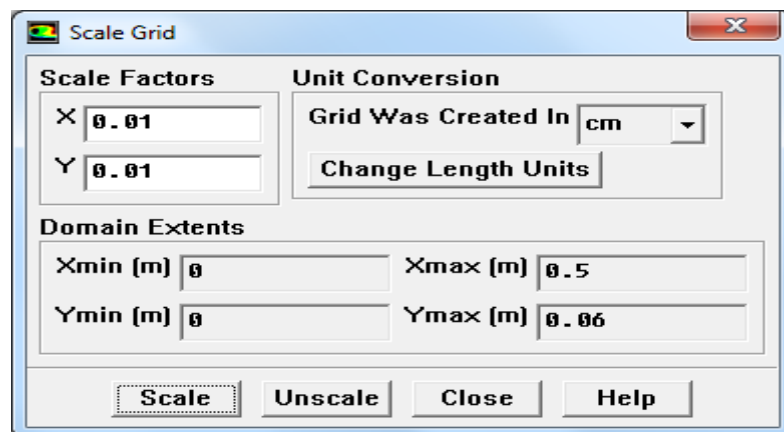 Scale Grid
Scale Factors
X 0.01
Y 0.01
Unit Conversion
Grid Was Created In cm
Change Length Units
Domain Extents
Xmin (m) 0 Xmax (m) 0.5
Ymin (m) 0 Ymax (m) 0.06
Scale Unscale Close Help